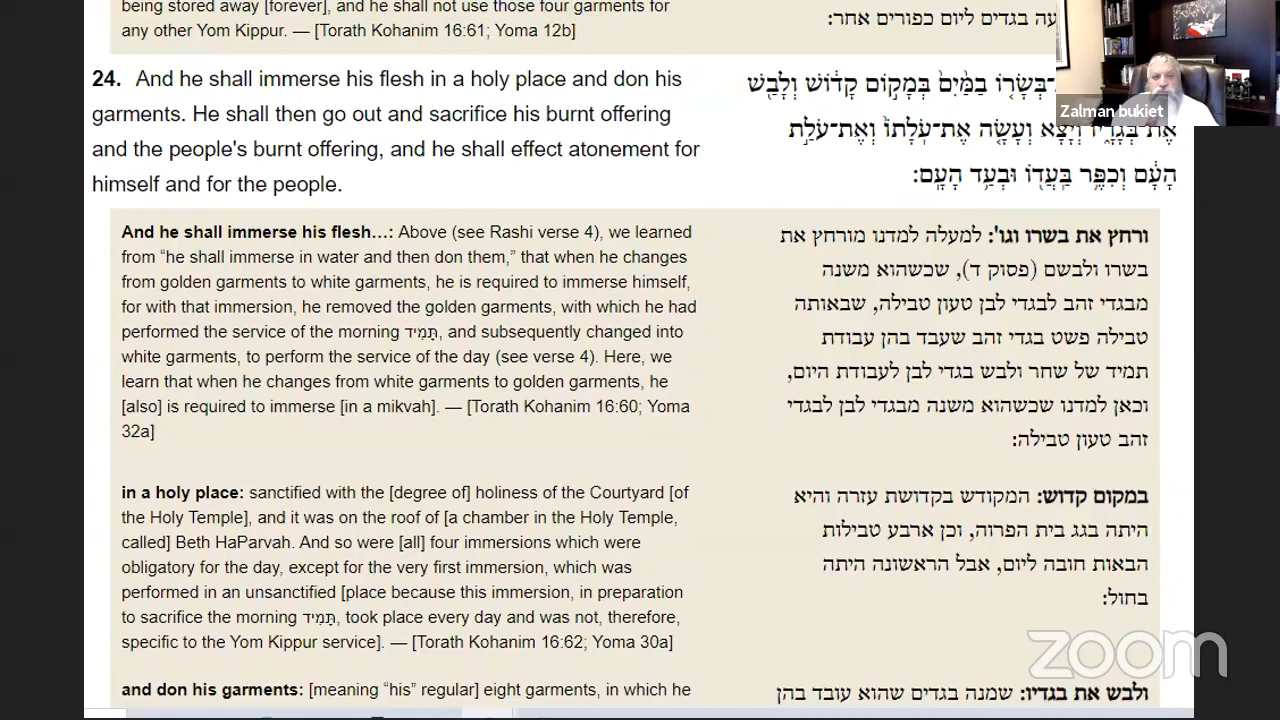 being stored away [forever], and he shall not use those four garments for
any other Yom Kippur. — [Torath Kohanim 16:61; Yoma 12b]
בגדים ליום כפורים אחר:
24. And he shall immerse his flesh in a holy place and don his
garments. He shall then go out and sacrifice his burnt offering
and the people's burnt offering, and he shall effect atonement for
himself and for the people.
בְּשָׂר֤וֹ בַמַּ֙יִם֙ בְּמָק֣וֹם קָד֔וֹשׁ וְלָבַ֖שׁ
אֶת־בְּגָדָ֑יו וְיָצָ֗א וְעָשָׂ֤ה אֶת־עֹֽלָתוֹ֙ וְאֶת־עֹלַ֣ת
הָעָ֔ם וְכִפֶּ֥ר בַּֽעֲד֖וֹ וּבְעַ֥ד הָעָֽם:
Zalman bukiet
And he shall immerse his flesh…: Above (see Rashi verse 4), we learned
from “he shall immerse in water and then don them,” that when he changes
from golden garments to white garments, he is required to immerse himself,
for with that immersion, he removed the golden garments, with which he had
performed the service of the morning תָּמִיד, and subsequently changed into
white garments, to perform the service of the day (see verse 4). Here, we
learn that when he changes from white garments to golden garments, he
[also] is required to immerse [in a mikvah]. — [Torath Kohanim 16:60; Yoma
32a]
ורחץ את בשרו וגו': למעלה למדנו מורחץ את
בשרו ולבשם (פסוק ד), שכשהוא משנה
מבגדי זהב לבגדי לבן טעון טבילה, שבאותה
טבילה פשט בגדי זהב שעבד בהן עבודת
תמיד של שחר ולבש בגדי לבן לעבודת היום,
וכאן למדנו שכשהוא משנה מבגדי לבן לבגדי
זהב טעון טבילה:
in a holy place: sanctified with the [degree of] holiness of the Courtyard [of
the Holy Temple], and it was on the roof of [a chamber in the Holy Temple,
called] Beth HaParvah. And so were [all] four immersions which were
obligatory for the day, except for the very first immersion, which was
performed in an unsanctified [place because this immersion, in preparation
to sacrifice the morning תָּמִיד, took place every day and was not, therefore,
specific to the Yom Kippur service]. — [Torath Kohanim 16:62; Yoma 30a]
במקום קדוש: המקודש בקדושת עזרה והיא
היתה בגג בית הפרוה, וכן ארבע טבילות
הבאות חובה ליום, אבל הראשונה היתה
בחול:
and don his garments: [meaning “his” regular] eight garments, in which he
ולבש את בגדיו: שמנה בגדים שהוא עובד בהן
zoom